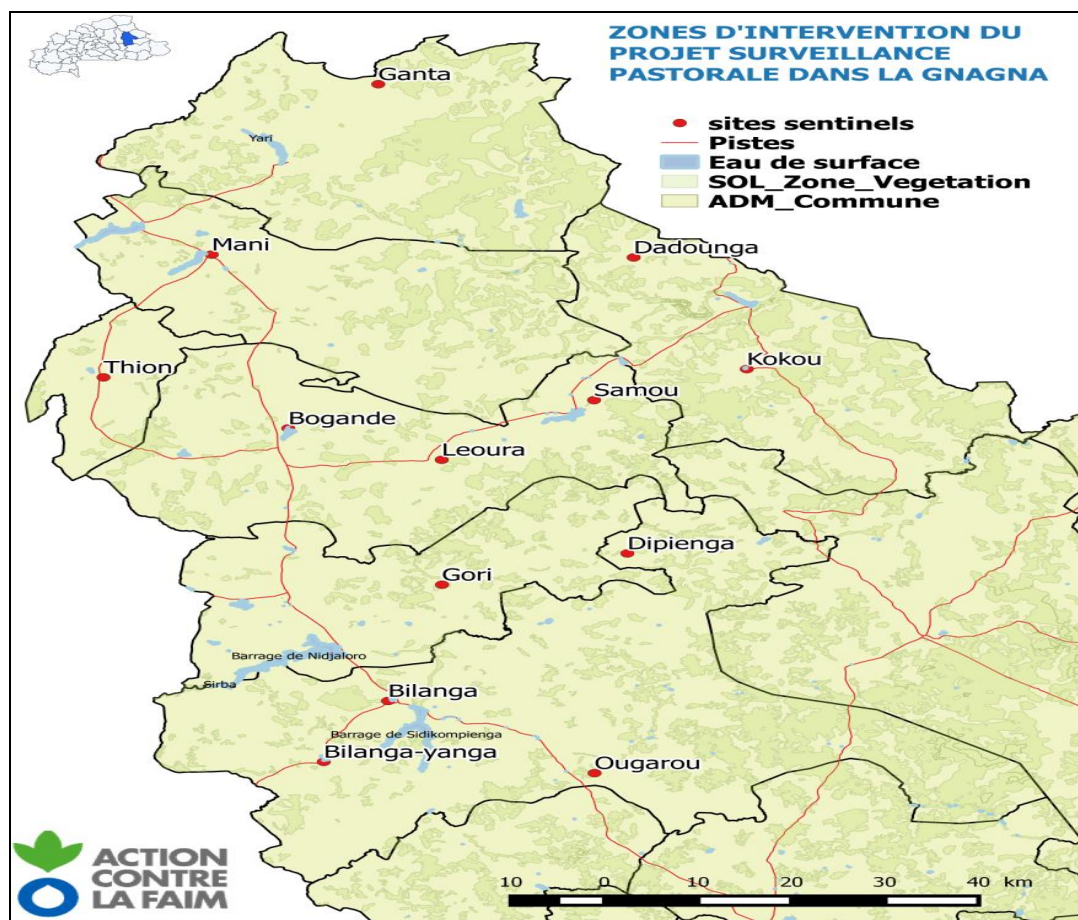 ZONES D'INTERVENTION DU
PROJET SURVEILLANCE
PASTORALE DANS LA GNAGNA
sites sentinels
Pistes
Eau de surface
SOL_Zone_Vegetation
ADM_Commune
Ganta
Yari
Mani
Dadounga
Thion
Kokou
Samou
Bogande
Leoura
Dipienga
Gori
Barrage de Nidjaloro
Sirba
Bilanga
Barrage de Sidikompienga
Bilanga-yanga
Ougarou
ACTION
CONTRE
LA FAIM
10 0 10 20 30 40 km